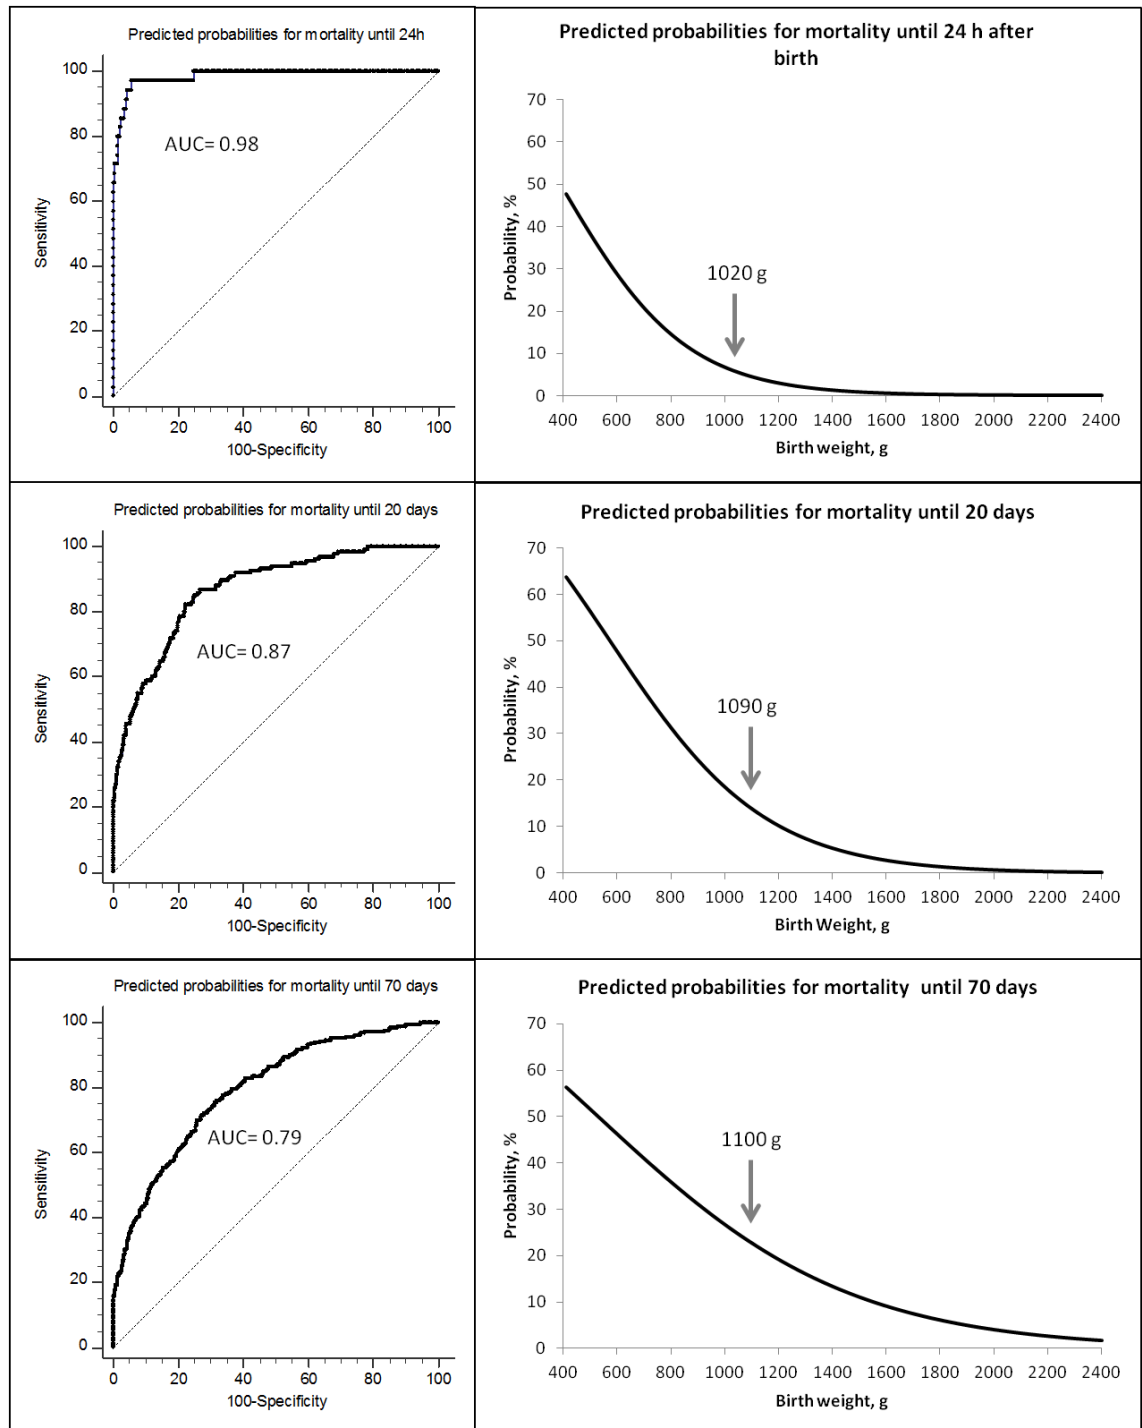 Predicted probabilities for mortality until 24h
100
80
60
40
20
0
Sensitivity
AUC= 0.98
0 20 40 60 80 100
100-Specificity
Predicted probabilities for mortality until 24 h after
birth
70
60
50
40
30
20
10
0
Probability, %
1020 g
400 600 800 1000 1200 1400 1600 1800 2000 2200 2400
Birth weight, g
Predicted probabilities for mortality until 20 days
100
80
60
40
20
0
Sensitivity
AUC= 0.87
0 20 40 60 80 100
100-Specificity
Predicted probabilities for mortality until 20 days
70
60
50
40
30
20
10
0
Probability, %
1090 g
400 600 800 1000 1200 1400 1600 1800 2000 2200 2400
Birth Weight, g
Predicted probabilities for mortality until 70 days
100
80
60
40
20
0
Sensitivity
AUC= 0.79
0 20 40 60 80 100
100-Specificity
Predicted probabilities for mortality until 70 days
70
60
50
40
30
20
10
0
Probability, %
1100 g
400 600 800 1000 1200 1400 1600 1800 2000 2200 2400
Birth weight, g